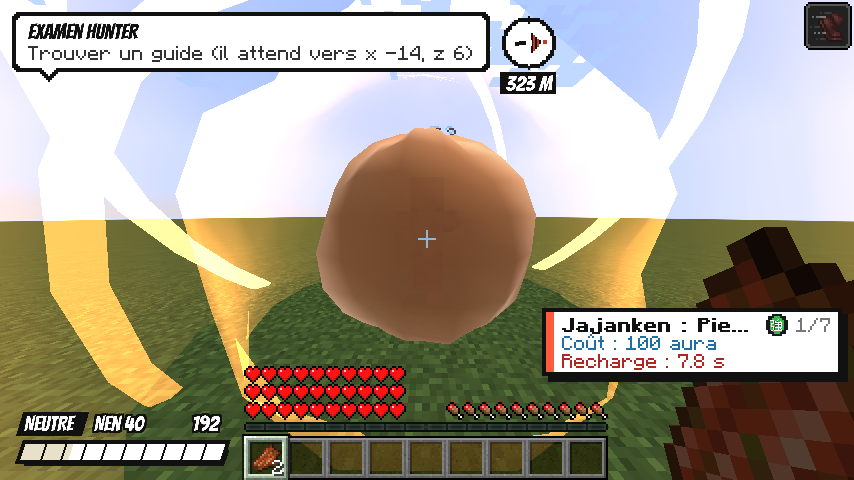 EXAMEN HUNTER
Trouver un guide (il attend vers x -14, z 6)
323 M
Jajanken : Pie... 1/7
Coût : 100 aura
Recharge : 7.8 s
NEUTRE NEN 40 192
2